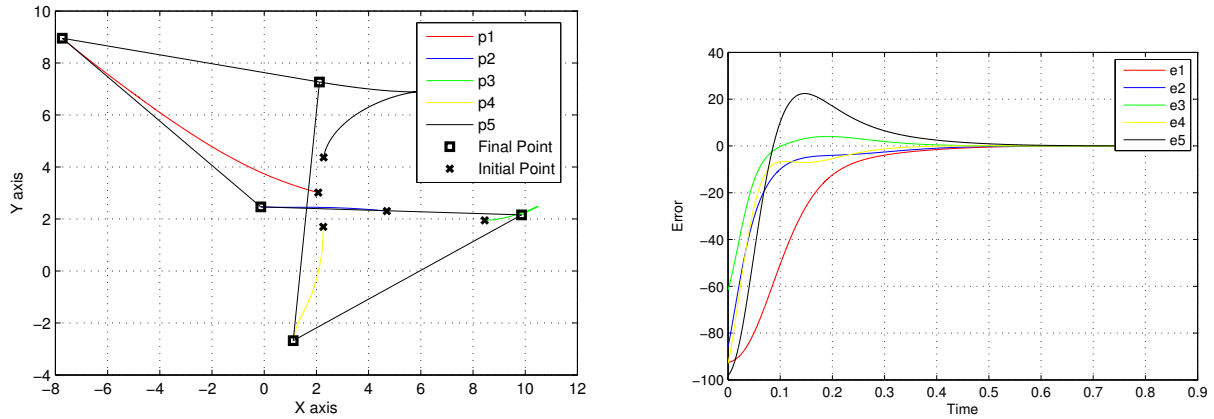 10
8
6
4
2
0
−2
−4
−8
−6
−4
−2
0
2
4
6
8
10
12
X axis
Y axis
p1
p2
p3
p4
p5
Final Point
Initial Point
40
20
0
−20
−40
−60
−80
−100
0
0.1
0.2
0.3
0.4
0.5
0.6
0.7
0.8
0.9
Time
Error
e1
e2
e3
e4
e5